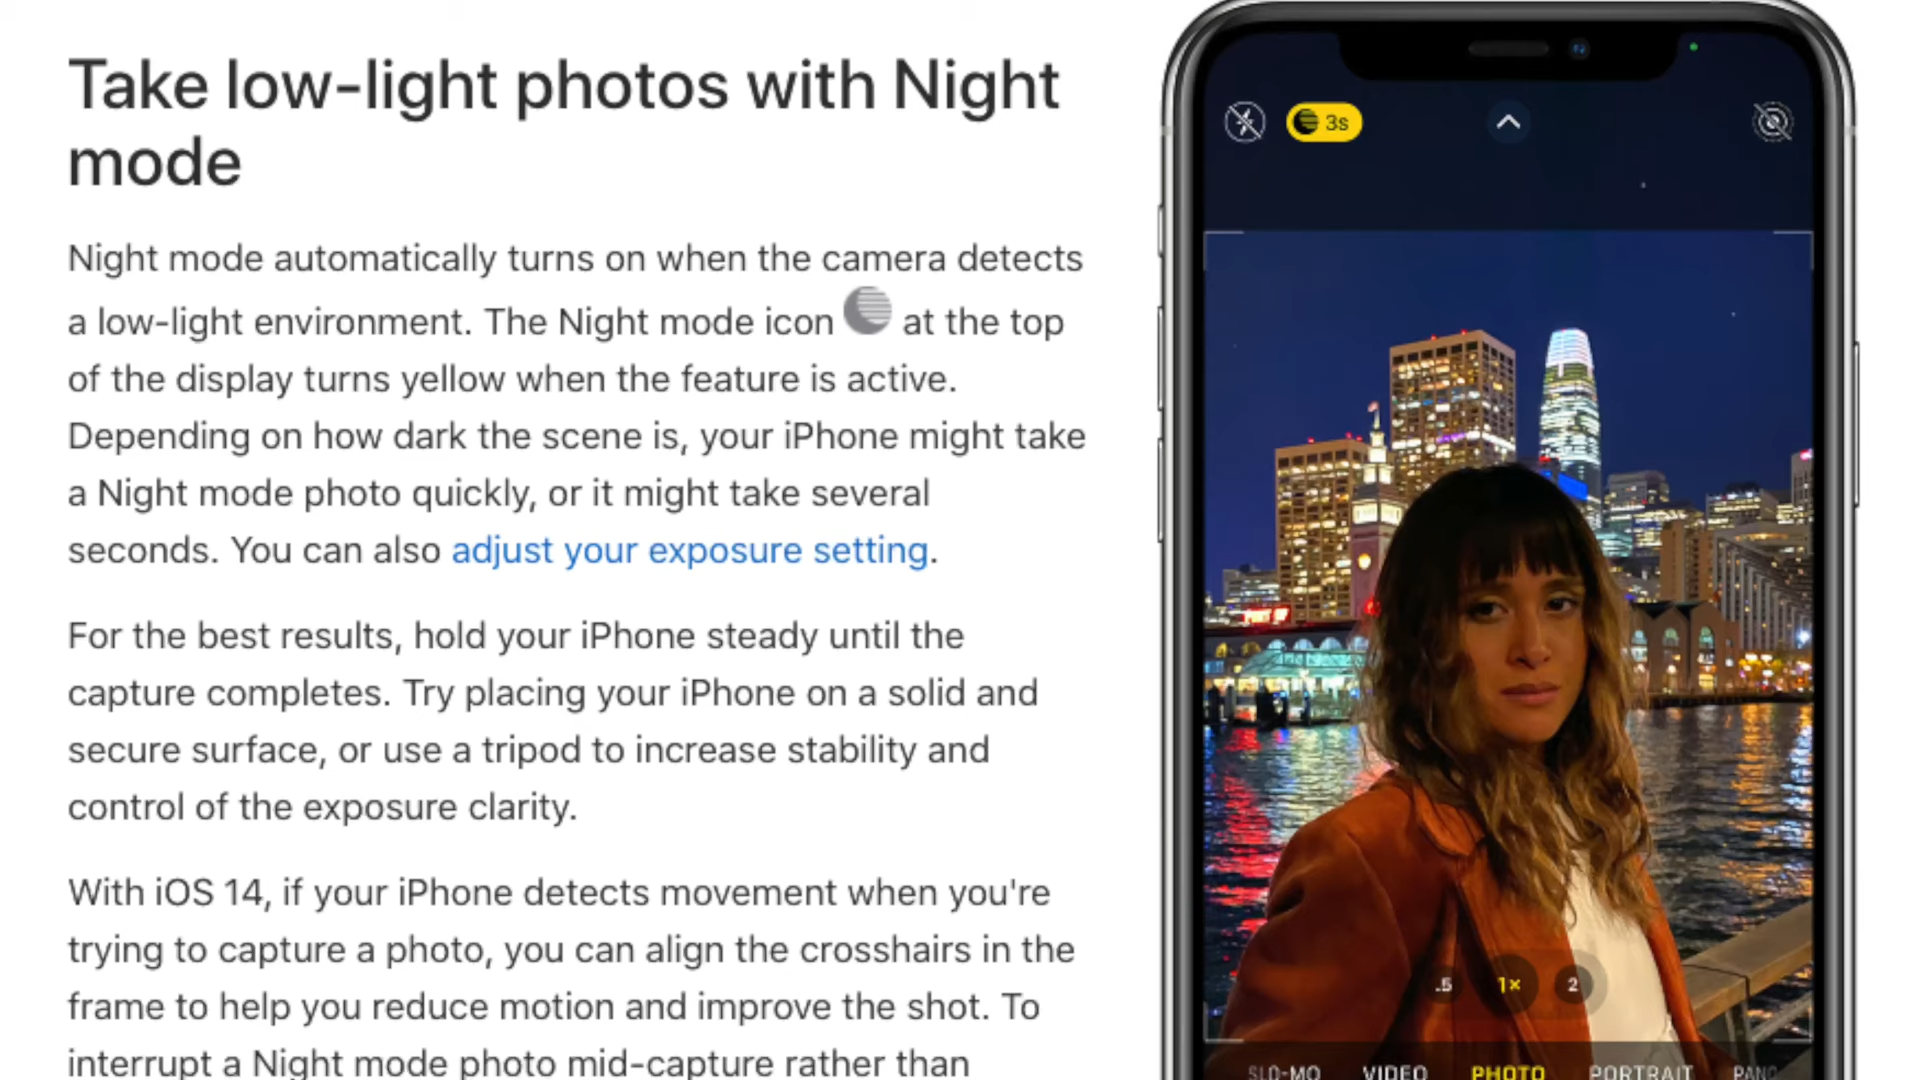 Take low-light photos with Night
mode
Night mode automatically turns on when the camera detects
a low-light environment. The Night mode icon at the top
of the display turns yellow when the feature is active.
Depending on how dark the scene is, your iPhone might take
a Night mode photo quickly, or it might take several
seconds. You can also adjust your exposure setting.
For the best results, hold your iPhone steady until the
capture completes. Try placing your iPhone on a solid and
secure surface, or use a tripod to increase stability and
control of the exposure clarity.
With iOS 14, if your iPhone detects movement when you're
trying to capture a photo, you can align the crosshairs in the
frame to help you reduce motion and improve the shot. To
interrupt a Night mode photo mid-capture rather than
3s
.5 1× 2
SLO-MO VIDEO PHOTO PORTRAIT PANO